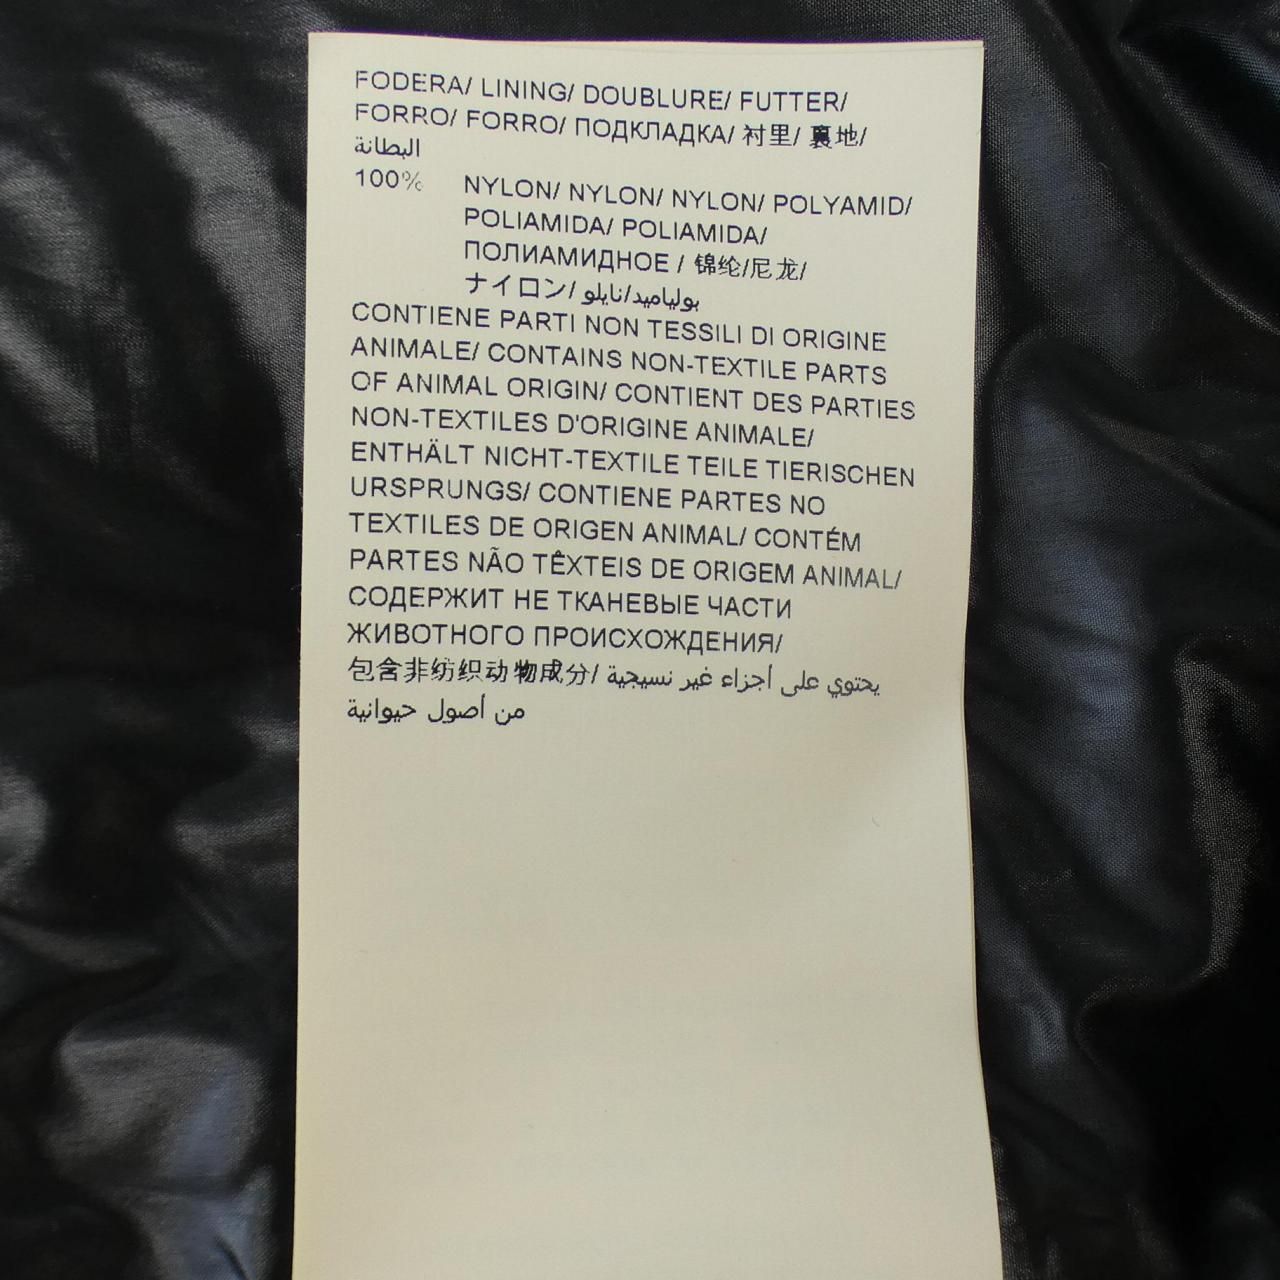 FODERA/ LINING/ DOUBLURE/ FUTTER/
FORRO/ FORRO/ ПОДКЛАДКА/ 衬里/ 裏地/
البطانة
100% NYLON/ NYLON/ NYLON/ POLYAMID/
POLIAMIDA/ POLIAMIDA/
ПОЛИАМИДНОЕ / 锦纶/尼龙/
ナイロン/ بولياميد/نايلو
CONTIENE PARTI NON TESSILI DI ORIGINE
ANIMALE/ CONTAINS NON-TEXTILE PARTS
OF ANIMAL ORIGIN/ CONTIENT DES PARTIES
NON-TEXTILES D'ORIGINE ANIMALE/
ENTHÄLT NICHT-TEXTILE TEILE TIERISCHEN
URSPRUNGS/ CONTIENE PARTES NO
TEXTILES DE ORIGEN ANIMAL/ CONTÉM
PARTES NÃO TÊXTEIS DE ORIGEM ANIMAL/
СОДЕРЖИТ НЕ ТКАНЕВЫЕ ЧАСТИ
ЖИВОТНОГО ПРОИСХОЖДЕНИЯ/
包含非纺织动物成分/ يحتوي على أجزاء غير نسيجية
من أصول حيوانية